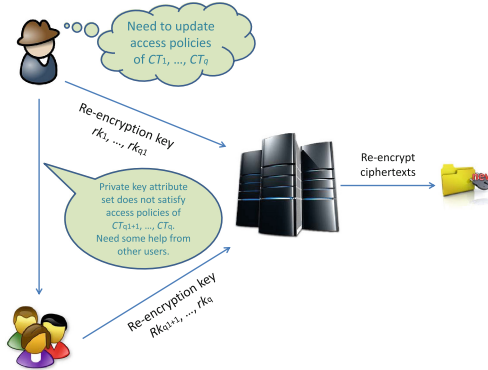 Need to update
access policies
of CT1, ..., CTq
Re-encryption key
rk1, ..., rkq1
Private key attribute
set does not satisfy
access policies of
CTq1+1, ..., CTq.
Need some help from
other users.
Re-encrypt
ciphertexts
new
Re-encryption key
Rkq1+1, ..., rkq